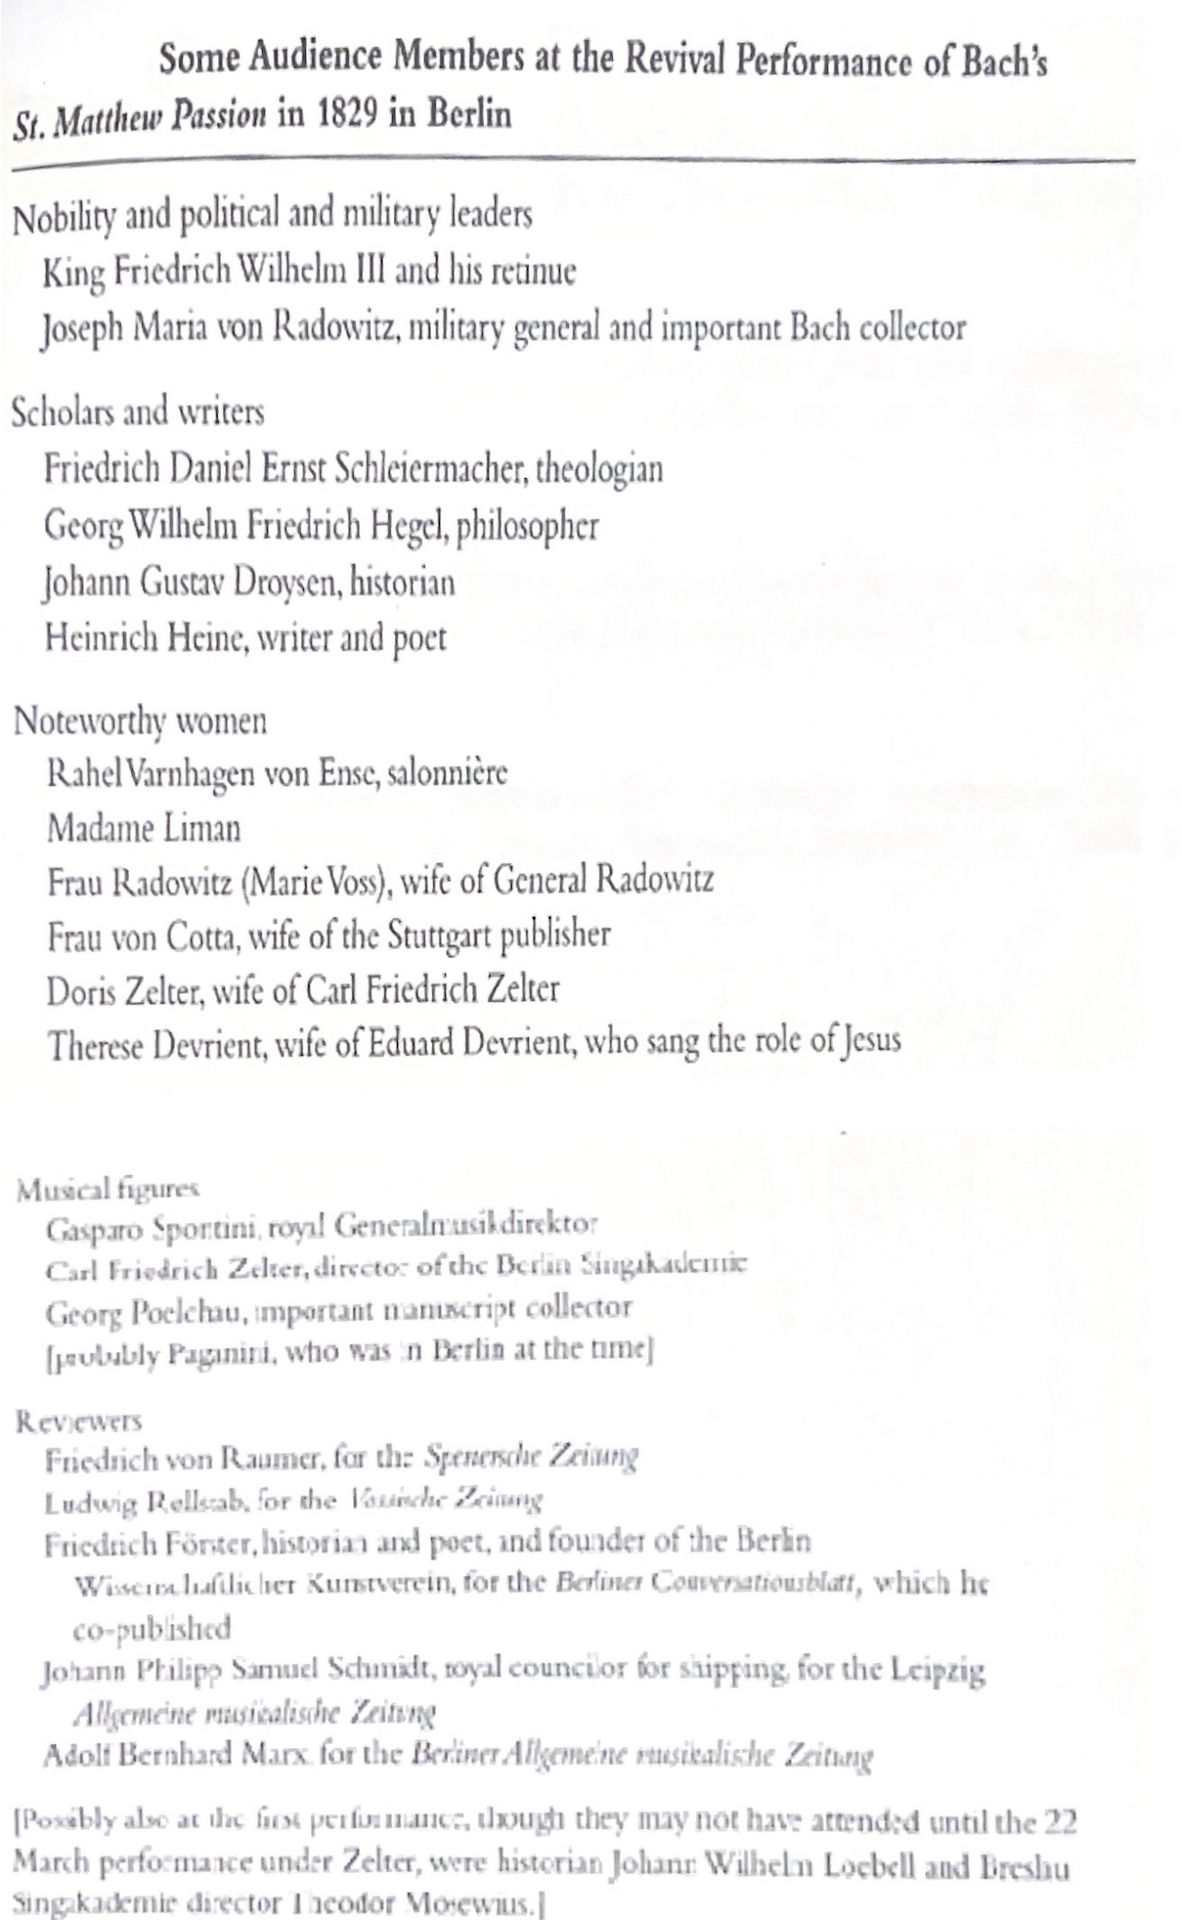 Some Audience Members at the Revival Performance of Bach's
St. Matthew Passion in 1829 in Berlin
Nobility and political and military leaders
King Friedrich Wilhelm III and his retinue
Joseph Maria von Radowitz, military general and important Bach collector
Scholars and writers
Friedrich Daniel Ernst Schleiermacher, theologian
Georg Wilhelm Friedrich Hegel, philosopher
Johann Gustav Droysen, historian
Heinrich Heine, writer and poet
Noteworthy women
Rahel Varnhagen von Ense, salonnière
Madame Liman
Frau Radowitz (Marie Voss), wife of General Radowitz
Frau von Cotta, wife of the Stuttgart publisher
Doris Zelter, wife of Carl Friedrich Zelter
Therese Devrient, wife of Eduard Devrient, who sang the role of Jesus
Musical figures
Gasparo Spontini, royal Generalmusikdirektor
Carl Friedrich Zelter, director of the Berlin Singakademie
Georg Poelchau, important manuscript collector
[probably Paganini, who was in Berlin at the time]
Reviewers
Friedrich von Raumer, for the Spenersche Zeitung
Ludwig Rellstab, for the Vossische Zeitung
Friedrich Förster, historian and poet, and founder of the Berlin
Wissenschaftlicher Kunstverein, for the Berliner Conversationsblatt, which he
co-published
Johann Philipp Samuel Schmidt, royal councilor for shipping, for the Leipzig
Allgemeine musikalische Zeitung
Adolf Bernhard Marx, for the Berliner Allgemeine musikalische Zeitung
[Possibly also at the first performance, though they may not have attended until the 22
March performance under Zelter, were historian Johann Wilhelm Loebell and Breslau
Singakademie director Theodor Mosewius.]